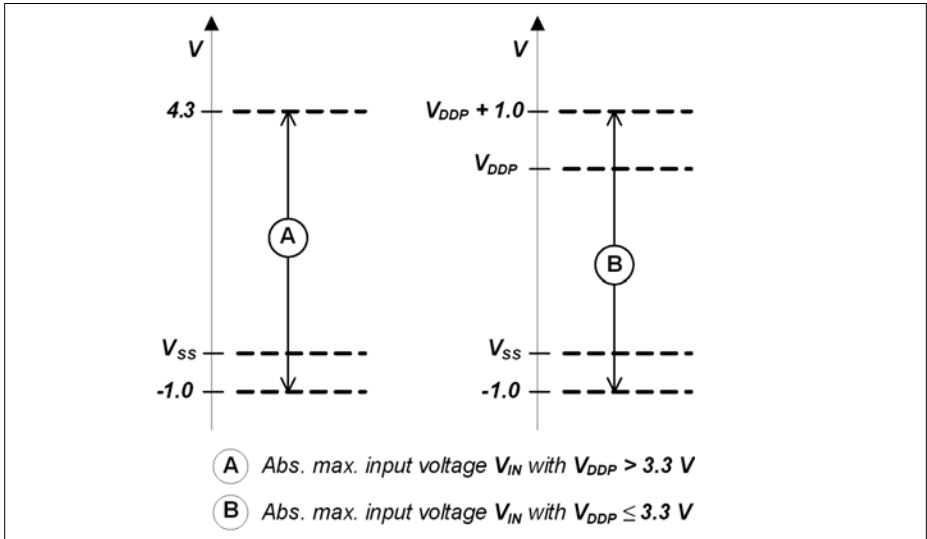 V
4.3
A
VSS
-1.0
V
VDDP + 1.0
VDDP
B
VSS
-1.0
A Abs. max. input voltage VIN with VDDP > 3.3 V
B Abs. max. input voltage VIN with VDDP ≤ 3.3 V